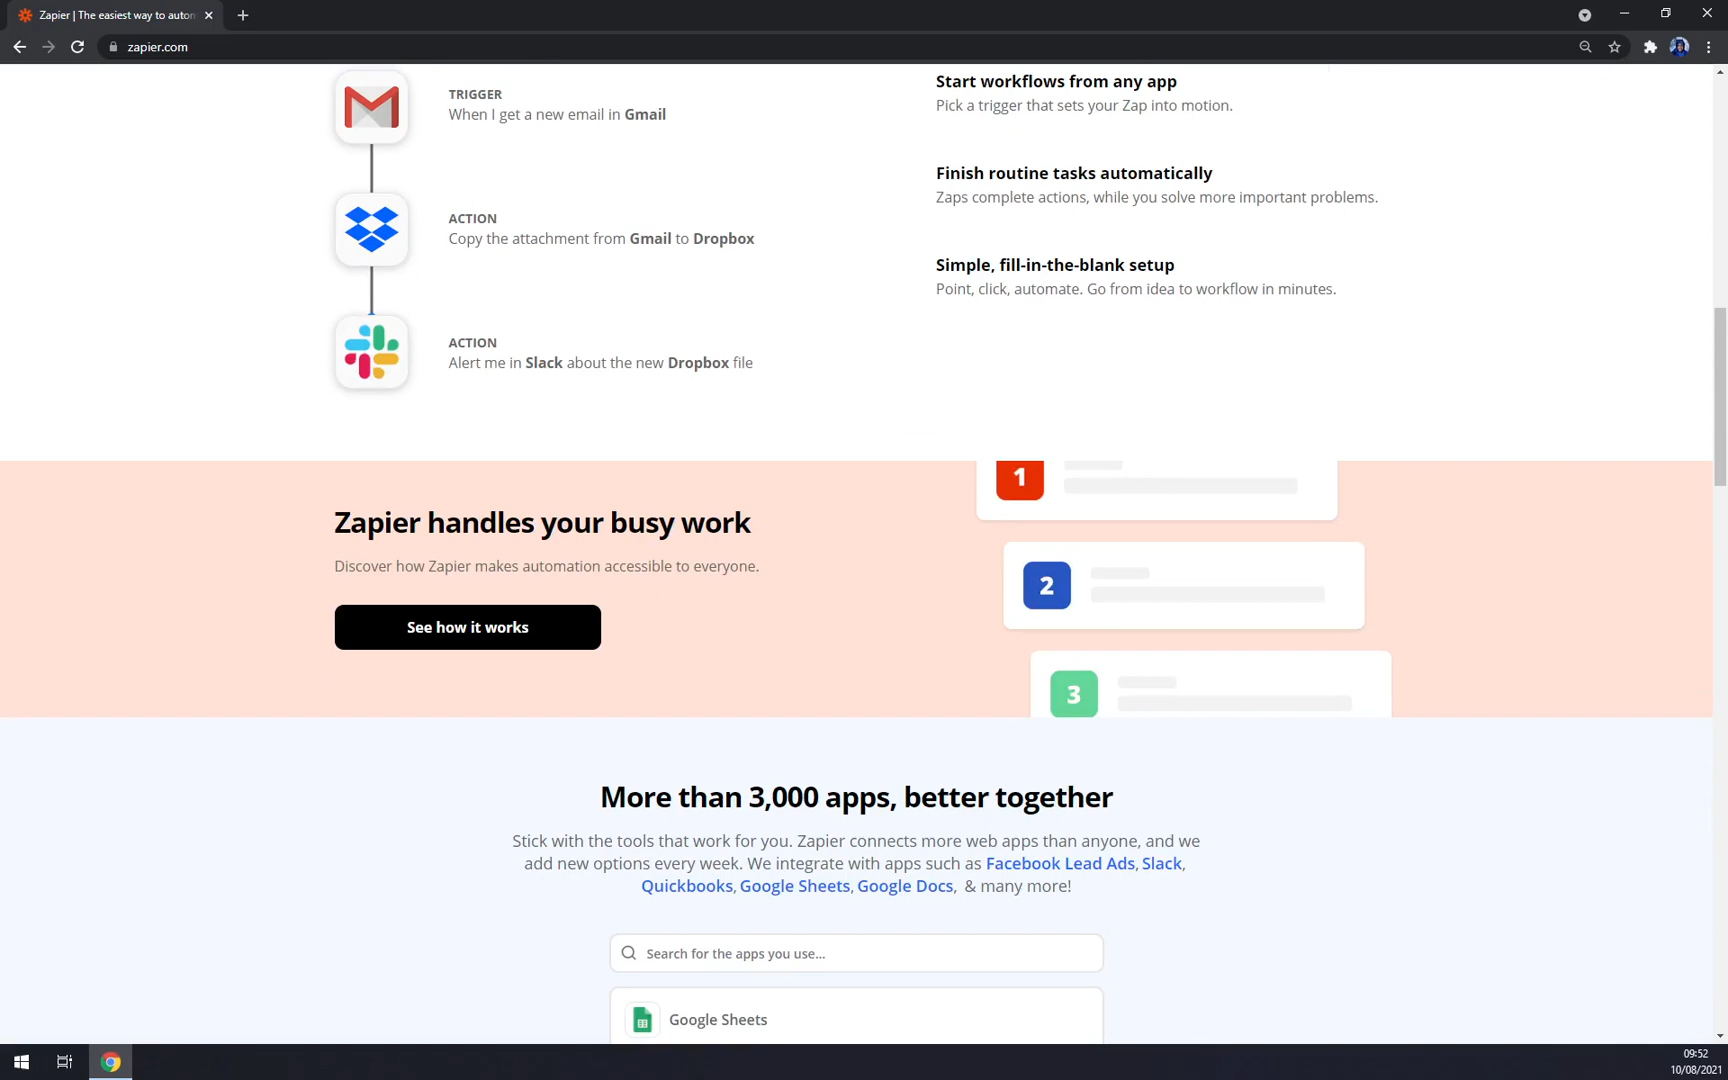 Zapier | The easiest way to autom
zapier.com
TRIGGER
When I get a new email in Gmail
ACTION
Copy the attachment from Gmail to Dropbox
ACTION
Alert me in Slack about the new Dropbox file
Start workflows from any app
Pick a trigger that sets your Zap into motion.
Finish routine tasks automatically
Zaps complete actions, while you solve more important problems.
Simple, fill-in-the-blank setup
Point, click, automate. Go from idea to workflow in minutes.
Zapier handles your busy work
Discover how Zapier makes automation accessible to everyone.
See how it works
1
2
3
More than 3,000 apps, better together
Stick with the tools that work for you. Zapier connects more web apps than anyone, and we
add new options every week. We integrate with apps such as Facebook Lead Ads, Slack,
Quickbooks, Google Sheets, Google Docs, & many more!
Search for the apps you use...
Google Sheets
09:52
10/08/2021